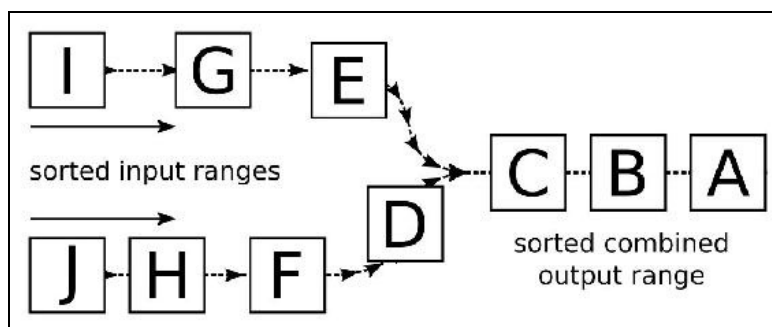 I G E
sorted input ranges
C B A
D
J H F
sorted combined
output range